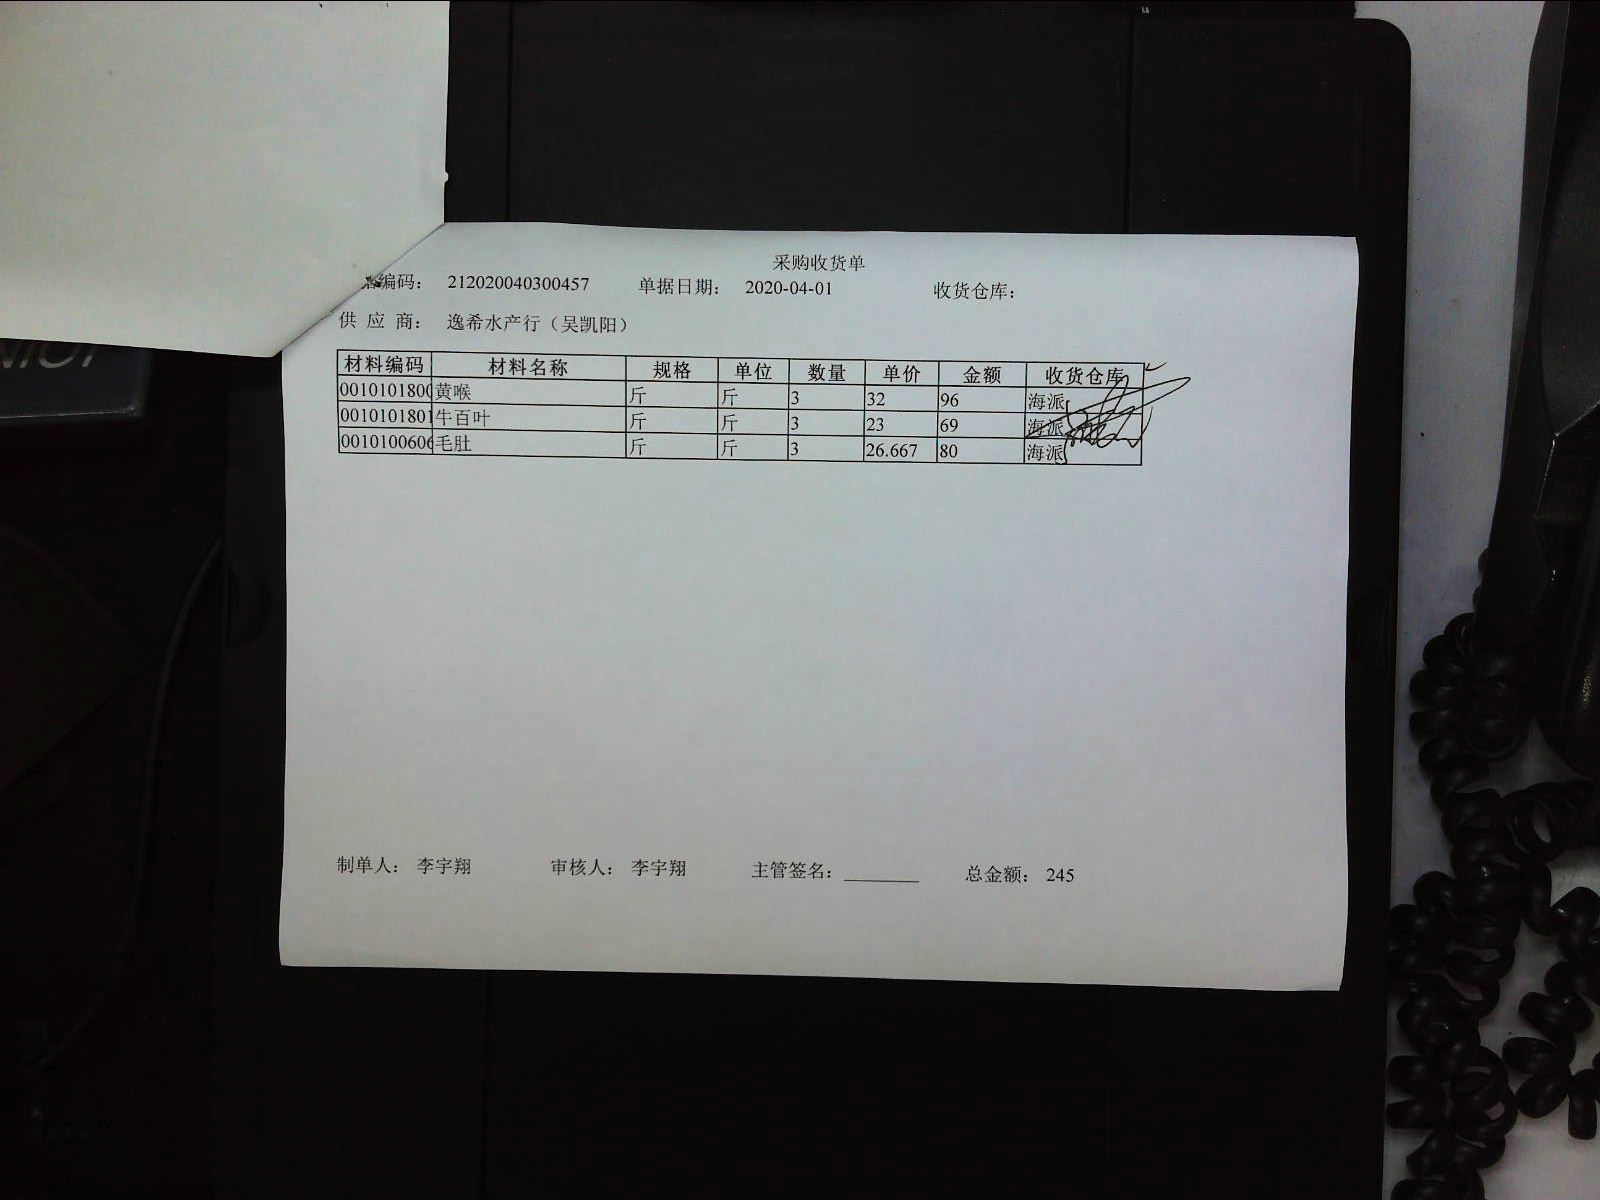 采购收货单
编码： 212020040300457 单据日期： 2020-04-01 收货仓库：
供 应 商： 逸希水产行（吴凯阳）
材料编码 材料名称 规格 单位 数量 单价 金额 收货仓库
0010101800 黄喉 斤 斤 3 32 96 海派
0010101801 牛百叶 斤 斤 3 23 69 海派
0010100606 毛肚 斤 斤 3 26.667 80 海派
制单人： 李宇翔 审核人： 李宇翔 主管签名： 总金额： 245